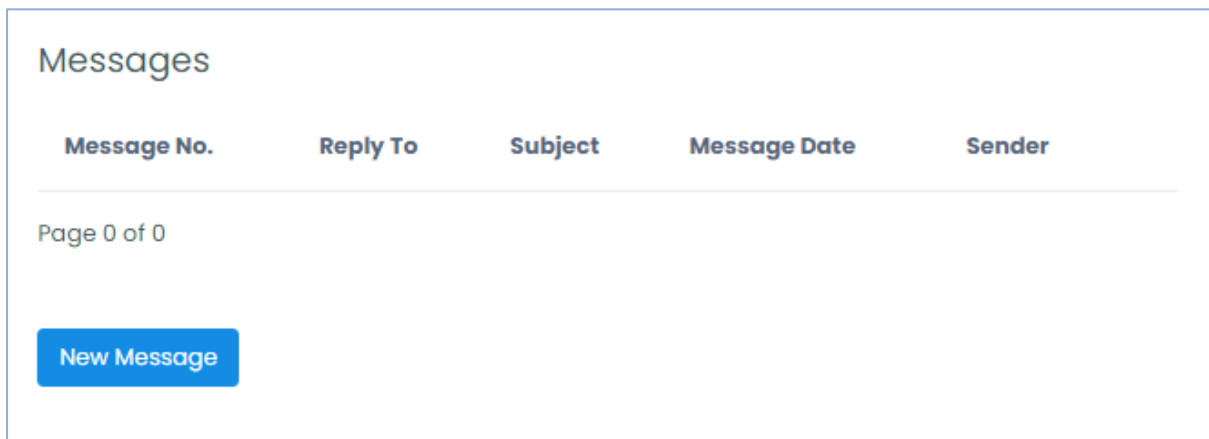 Messages
Message No. Reply To Subject Message Date Sender
Page 0 of 0
New Message